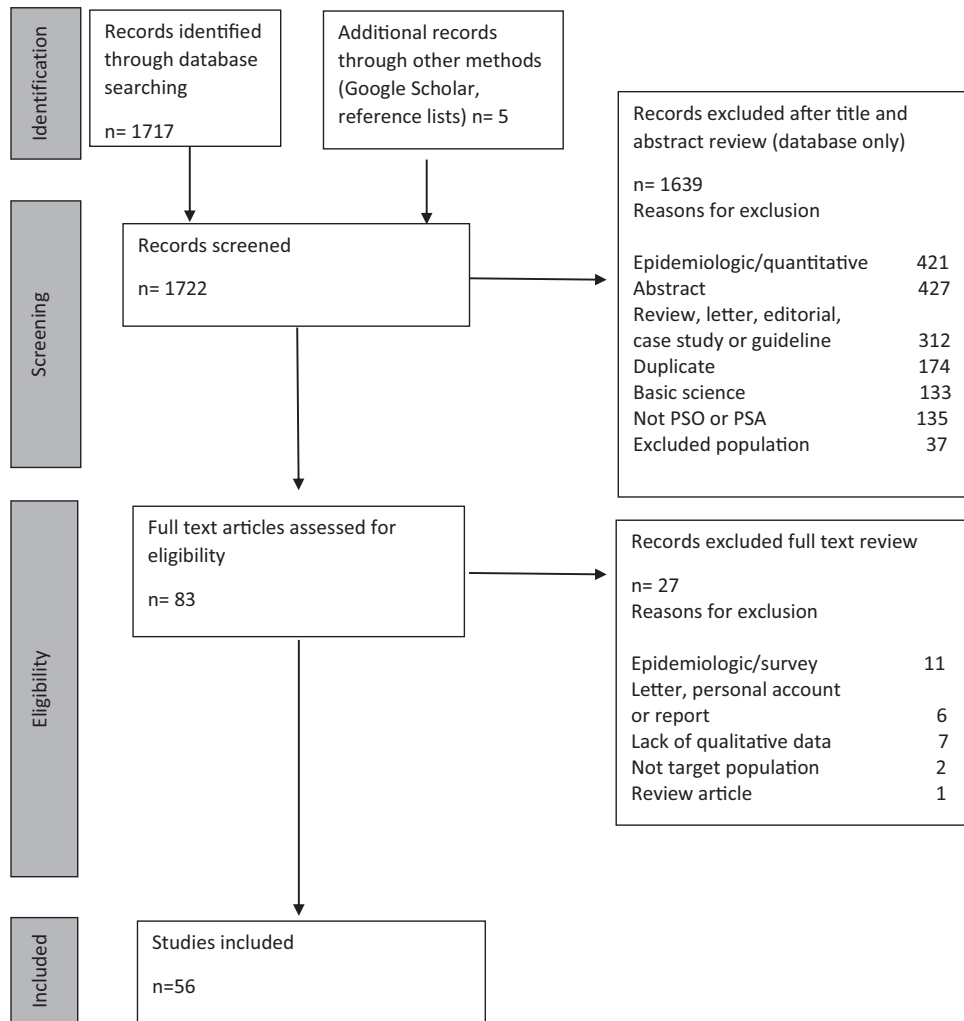 Identification
Records identified
through database
searching
n= 1717
Additional records
through other methods
(Google Scholar,
reference lists) n= 5
Screening
Records screened
n= 1722
Records excluded after title and
abstract review (database only)
n= 1639
Reasons for exclusion
Epidemiologic/quantitative 421
Abstract 427
Review, letter, editorial,
case study or guideline 312
Duplicate 174
Basic science 133
Not PSO or PSA 135
Excluded population 37
Eligibility
Full text articles assessed for
eligibility
n= 83
Records excluded full text review
n= 27
Reasons for exclusion
Epidemiologic/survey 11
Letter, personal account
or report 6
Lack of qualitative data 7
Not target population 2
Review article 1
Included
Studies included
n=56